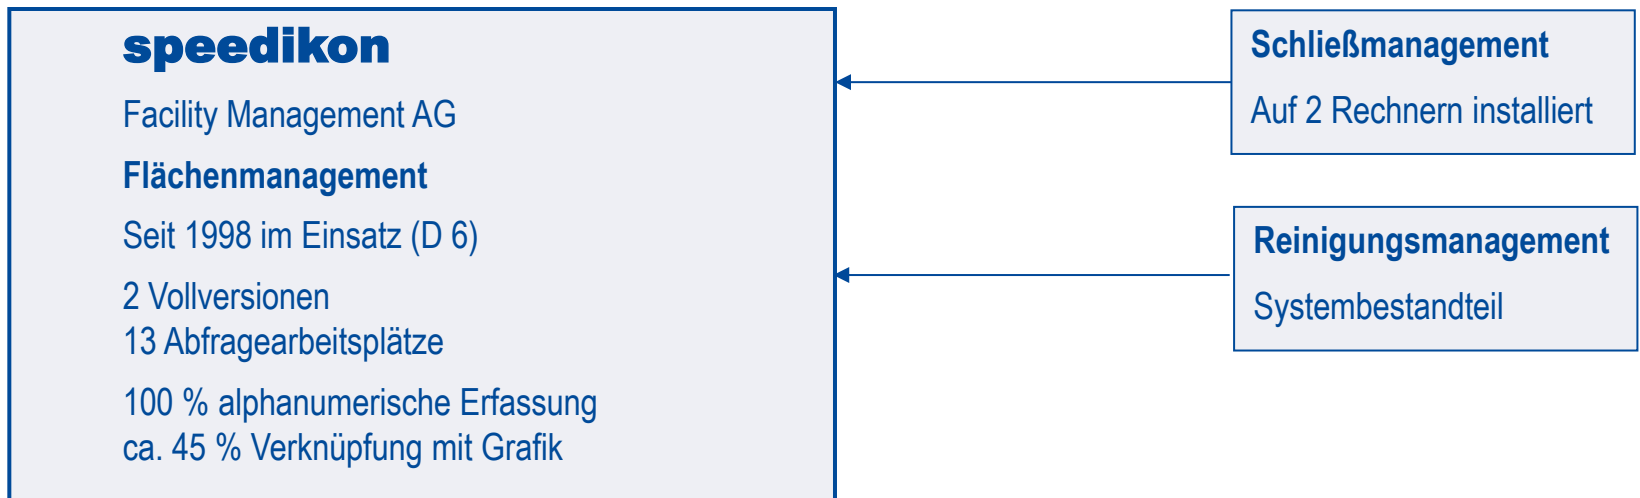 speedikon
Facility Management AG
Flächenmanagement
Seit 1998 im Einsatz (D 6)
2 Vollversionen
13 Abfragearbeitsplätze
100 % alphanumerische Erfassung
ca. 45 % Verknüpfung mit Grafik
Schließmanagement
Auf 2 Rechnern installiert
Reinigungsmanagement
Systembestandteil